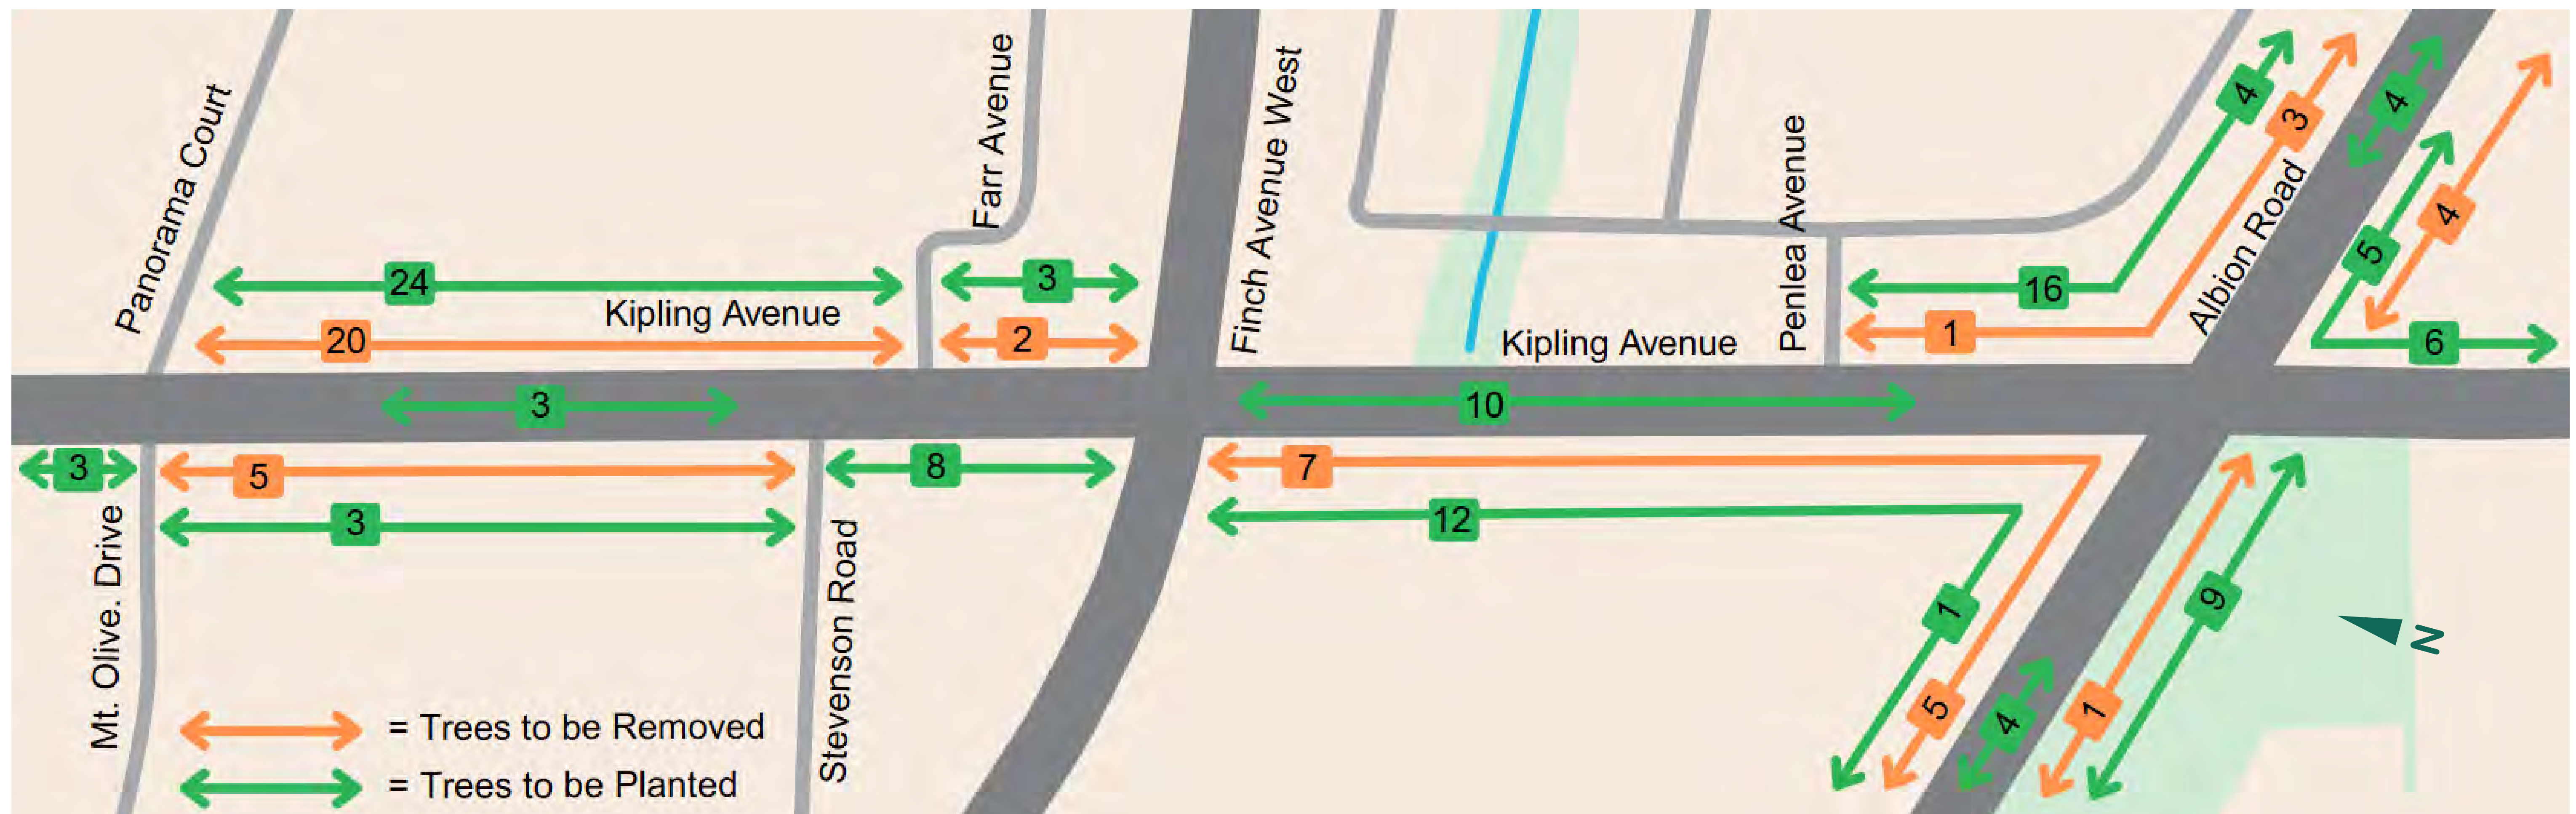 Panorama Court
Farr Avenue
Finch Avenue West
Penlea Avenue
Albion Road
4
3
4
4
5
24
3
16
20
Kipling Avenue
2
Kipling Avenue
1
6
3
10
3
5
8
7
3
12
Mt. Olive. Drive
Stevenson Road
1
9
5
4
1
N
= Trees to be Removed
= Trees to be Planted